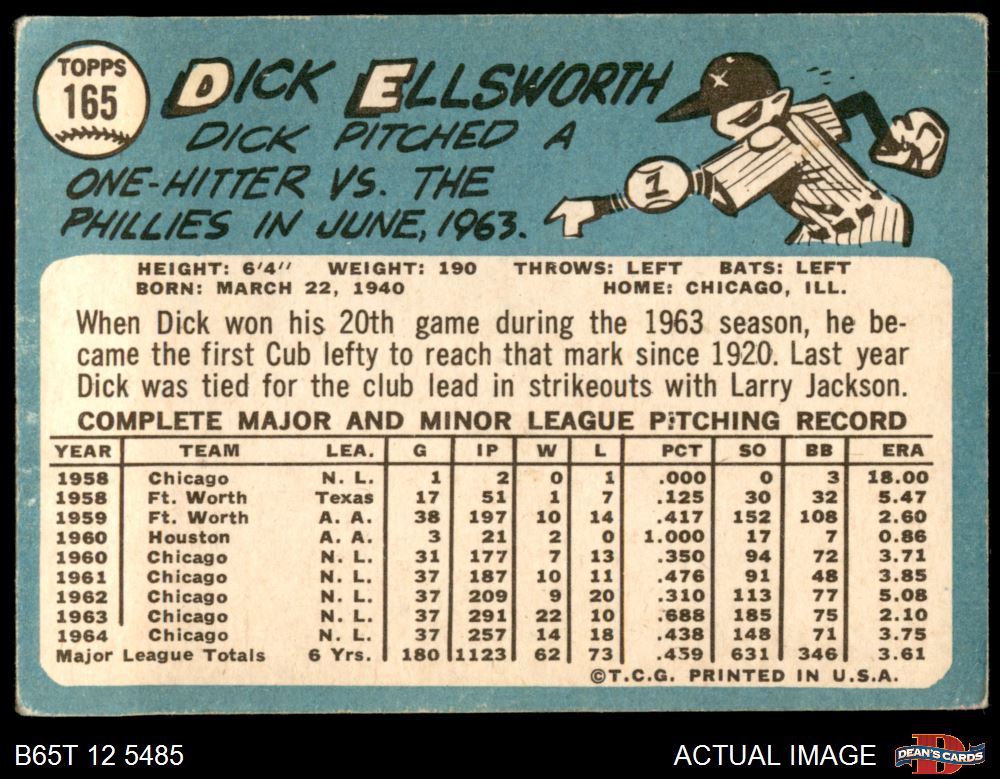 TOPPS
165
DICK ELLSWORTH
DICK PITCHED A
ONE-HITTER VS. THE
PHILLIES IN JUNE, 1963.
1
HEIGHT: 6'4" WEIGHT: 190 THROWS: LEFT BATS: LEFT
BORN: MARCH 22, 1940 HOME: CHICAGO, ILL.
When Dick won his 20th game during the 1963 season, he be-
came the first Cub lefty to reach that mark since 1920. Last year
Dick was tied for the club lead in strikeouts with Larry Jackson.
COMPLETE MAJOR AND MINOR LEAGUE PITCHING RECORD
YEAR TEAM LEA. G IP W L PCT SO BB ERA
1958 Chicago N. L. 1 2 0 1 .000 0 3 18.00
1958 Ft. Worth Texas 17 51 1 7 .125 30 32 5.47
1959 Ft. Worth A. A. 38 197 10 14 .417 152 108 2.60
1960 Houston A. A. 3 21 2 0 1.000 17 7 0.86
1960 Chicago N. L. 31 177 7 13 .350 94 72 3.71
1961 Chicago N. L. 37 187 10 11 .476 91 48 3.85
1962 Chicago N. L. 37 209 9 20 .310 113 77 5.08
1963 Chicago N. L. 37 291 22 10 .688 185 75 2.10
1964 Chicago N. L. 37 257 14 18 .438 148 71 3.75
Major League Totals 6 Yrs. 180 1123 62 73 .459 631 346 3.61
©T.C.G. PRINTED IN U.S.A.
B65T 12 5485
ACTUAL IMAGE
D
DEAN'S CARDS